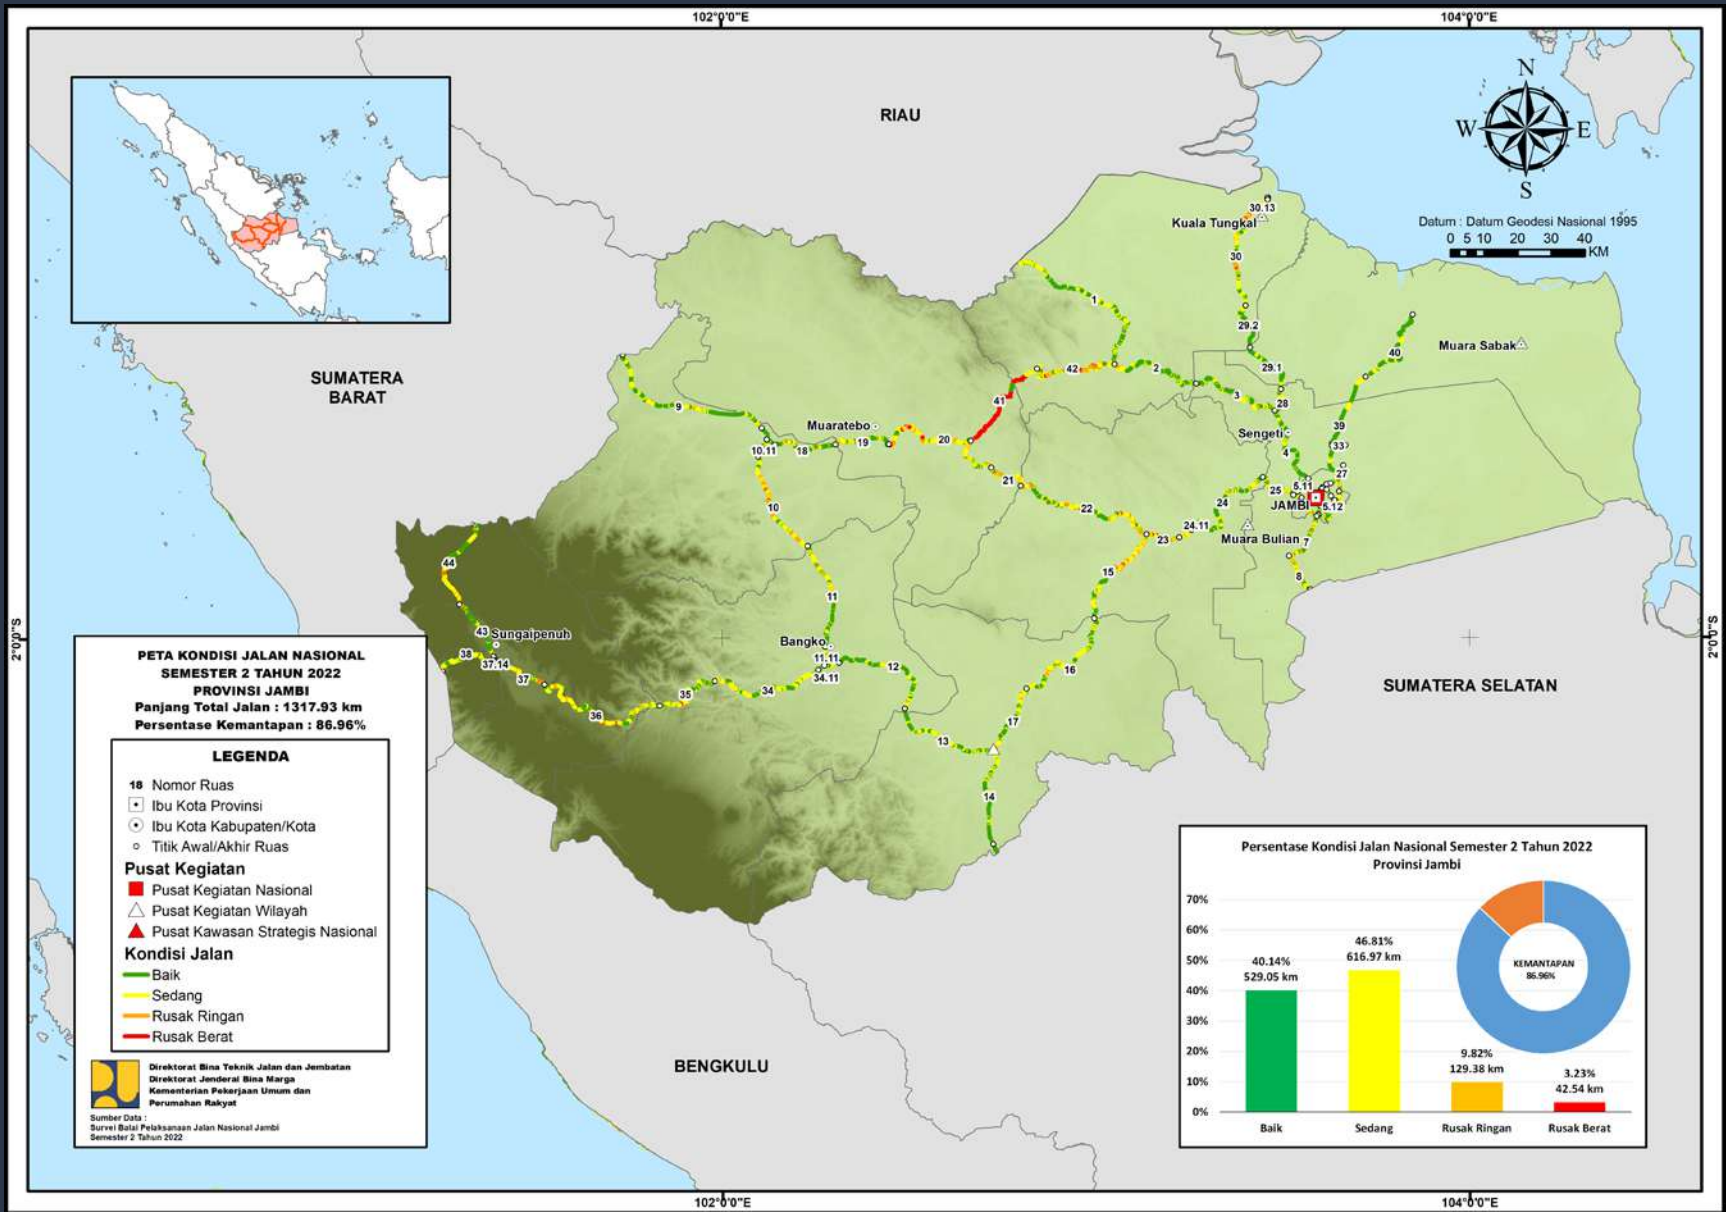 102°0'0"E
104°0'0"E
RIAU
N
W
E
S
Datum : Datum Geodesi Nasional 1995
0 5 10 20 30 40
KM
30.13
Kuala Tungkal
30
1
29.2
40
Muara Sabak
29.1
42
2
3
28
41
39
SUMATERA
BARAT
9
Muaratebo
Sengeti
33
10.11
18
19
20
4
27
21
5.11
25
24
JAMBI
5.12
10
22
24.11
23
Muara Bulian
7
44
15
8
11
2°0'0"S
2°0'0"S
43
Sungaipenuh
Bangko
38
37.14
11.11
34.11
12
16
37
35
34
SUMATERA SELATAN
36
17
13
14
BENGKULU
PETA KONDISI JALAN NASIONAL
SEMESTER 2 TAHUN 2022
PROVINSI JAMBI
Panjang Total Jalan : 1317.93 km
Persentase Kemantapan : 86.96%
LEGENDA
18 Nomor Ruas
Ibu Kota Provinsi
Ibu Kota Kabupaten/Kota
Titik Awal/Akhir Ruas
Pusat Kegiatan
Pusat Kegiatan Nasional
Pusat Kegiatan Wilayah
Pusat Kawasan Strategis Nasional
Kondisi Jalan
Baik
Sedang
Rusak Ringan
Rusak Berat
Direktorat Bina Teknik Jalan dan Jembatan
Direktorat Jenderal Bina Marga
Kementerian Pekerjaan Umum dan
Perumahan Rakyat
Sumber Data :
Survei Balai Pelaksanaan Jalan Nasional Jambi
Semester 2 Tahun 2022
Persentase Kondisi Jalan Nasional Semester 2 Tahun 2022
Provinsi Jambi
70%
60%
50%
40%
30%
20%
10%
0%
40.14%
529.05 km
46.81%
616.97 km
9.82%
129.38 km
3.23%
42.54 km
KEMANTAPAN
86.96%
Baik
Sedang
Rusak Ringan
Rusak Berat
102°0'0"E
104°0'0"E